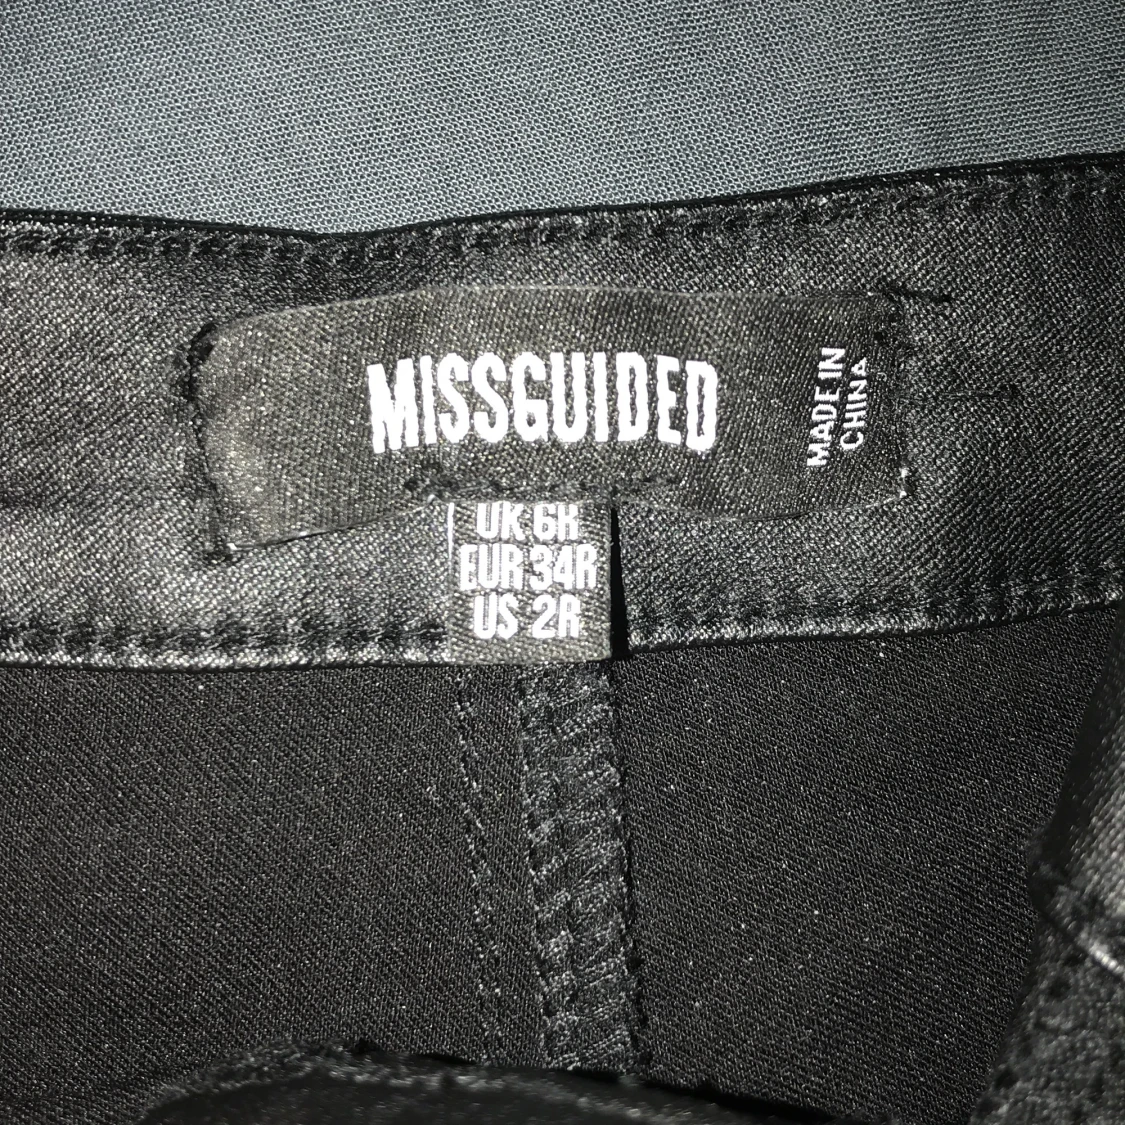 MISSGUIDED
MADE IN
CHINA
UK 6R
EUR 34R
US 2R